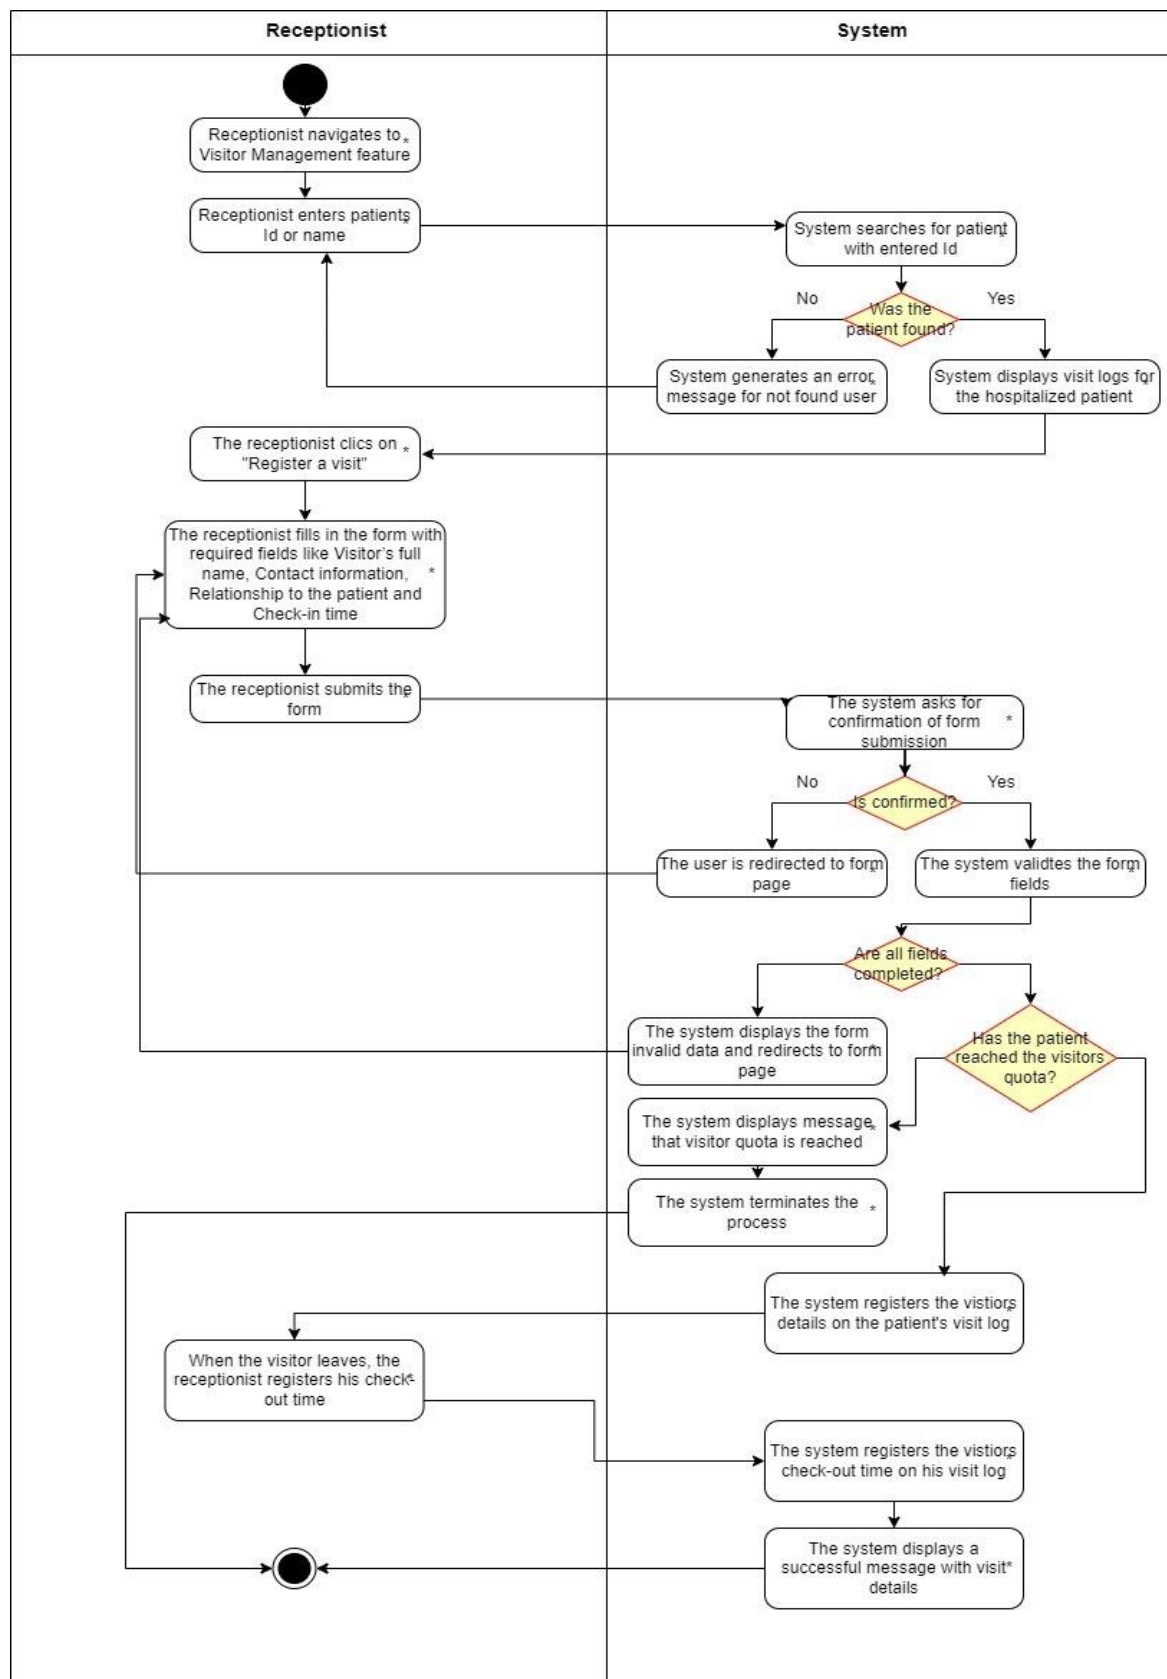 Receptionist
System
Receptionist navigates to
Visitor Management feature
Receptionist enters patients
Id or name
System searches for patient
with entered Id
No
Yes
Was the
patient found?
System generates an error
message for not found user
System displays visit logs for
the hospitalized patient
The receptionist clics on
"Register a visit"
The receptionist fills in the form with
required fields like Visitor's full
name, Contact information,
Relationship to the patient and
Check-in time
The receptionist submits the
form
The system asks for
confirmation of form
submission
No
Yes
Is confirmed?
The user is redirected to form
page
The system validtes the form
fields
Are all fields
completed?
The system displays the form
invalid data and redirects to form
page
Has the patient
reached the visitors
quota?
The system displays message
that visitor quota is reached
The system terminates the
process
The system registers the vistiors
details on the patient's visit log
When the visitor leaves, the
receptionist registers his check-
out time
The system registers the vistiors
check-out time on his visit log
The system displays a
successful message with visit
details